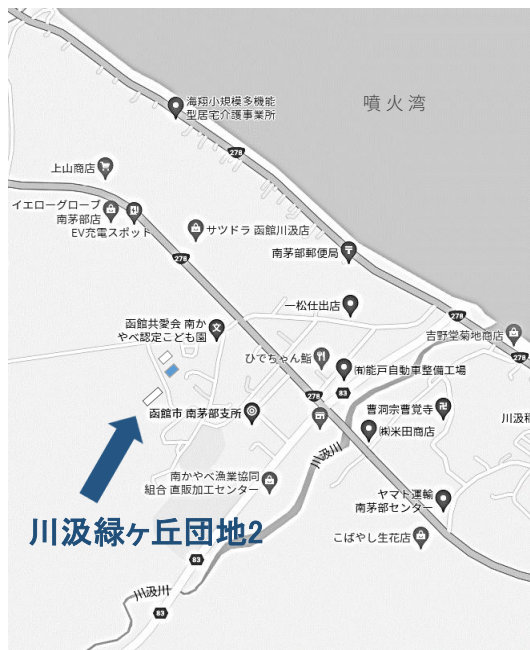 海翔小規模多機能
型居宅介護事業所
噴火湾
278
上山商店
イエローグローブ
南茅部店
EV充電スポット
サツドラ 函館川汲店
278
南茅部郵便局
一松仕出店
278
函館共愛会 南か
やべ認定こども園
吉野堂菊地商店
278
ひでちゃん鮨
㈲能戸自動車整備工場
278
83
函館市 南茅部支所
曹洞宗曹覚寺
㈱米田商店
川汲
川汲川
南かやべ漁業協同
組合 直販加工センター
ヤマト運輸
南茅部センター
川汲緑ヶ丘団地2
こばやし生花店
83
川汲川
83